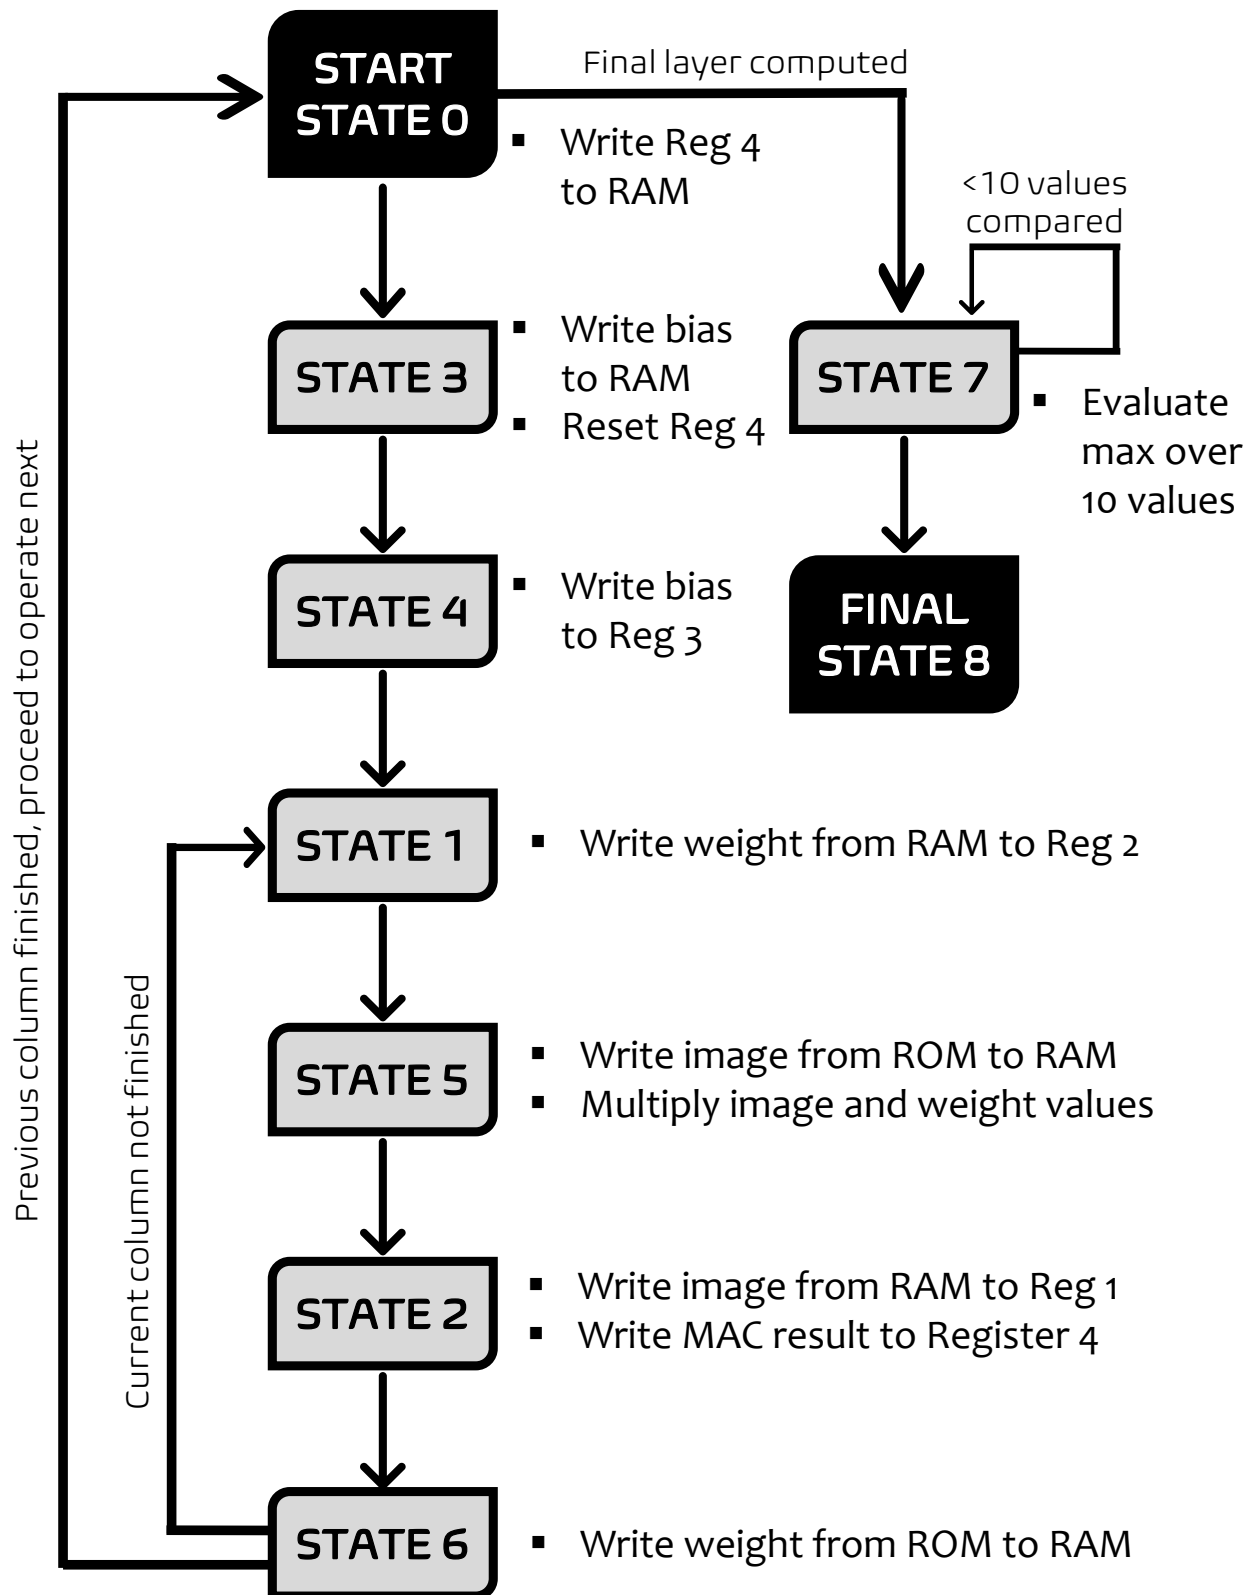 START
STATE 0
Final layer computed
▪ Write Reg 4
to RAM
<10 values
compared
STATE 3
▪ Write bias
to RAM
▪ Reset Reg 4
STATE 7
▪ Evaluate
max over
10 values
STATE 4
▪ Write bias
to Reg 3
FINAL
STATE 8
Previous column finished, proceed to operate next
STATE 1
▪ Write weight from RAM to Reg 2
Current column not finished
STATE 5
▪ Write image from ROM to RAM
▪ Multiply image and weight values
STATE 2
▪ Write image from RAM to Reg 1
▪ Write MAC result to Register 4
STATE 6
▪ Write weight from ROM to RAM